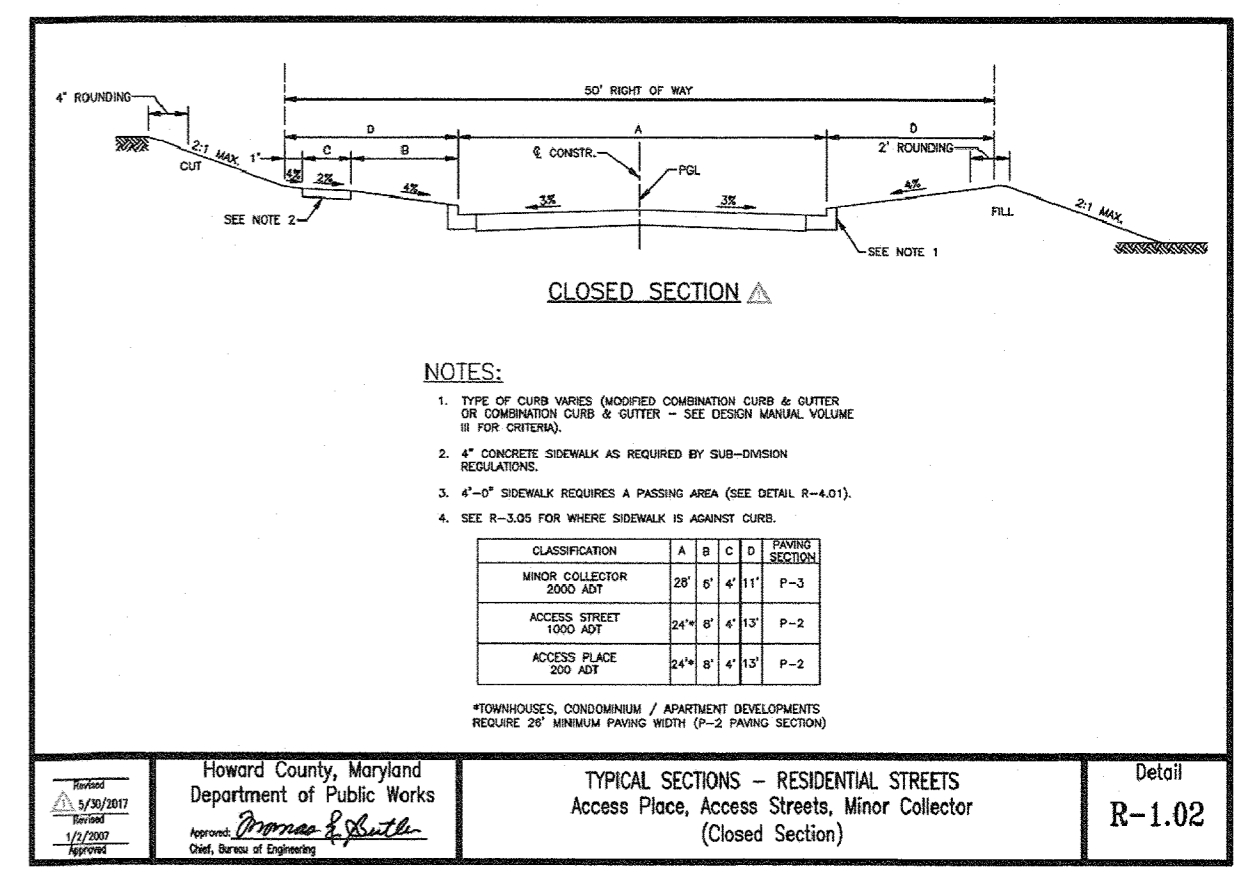 50' RIGHT OF WAY
4" ROUNDING
D
A
D
2:1 MAX.
CUT
1"
C
B
℄ CONSTR.
2' ROUNDING
PGL
4%
2%
4%
3%
3%
4%
SEE NOTE 2
FILL
2:1 MAX.
SEE NOTE 1
CLOSED SECTION
NOTES:
1. TYPE OF CURB VARIES (MODIFIED COMBINATION CURB & GUTTER
OR COMBINATION CURB & GUTTER – SEE DESIGN MANUAL VOLUME
III FOR CRITERIA).
2. 4" CONCRETE SIDEWALK AS REQUIRED BY SUB-DIVISION
REGULATIONS.
3. 4'-0" SIDEWALK REQUIRES A PASSING AREA (SEE DETAIL R-4.01).
4. SEE R-3.05 FOR WHERE SIDEWALK IS AGAINST CURB.
CLASSIFICATION A B C D PAVING SECTION
MINOR COLLECTOR 2000 ADT 28' 6' 4' 11' P-3
ACCESS STREET 1000 ADT 24'* 8' 4' 13' P-2
ACCESS PLACE 200 ADT 24'* 8' 4' 13' P-2
*TOWNHOUSES, CONDOMINIUM / APARTMENT DEVELOPMENTS
REQUIRE 26' MINIMUM PAVING WIDTH (P-2 PAVING SECTION)
Revised
1 5/30/2017
Revised
1/2/2007
Approved
Howard County, Maryland
Department of Public Works
Approved: Thomas E. Butler
Chief, Bureau of Engineering
TYPICAL SECTIONS – RESIDENTIAL STREETS
Access Place, Access Streets, Minor Collector
(Closed Section)
Detail
R-1.02